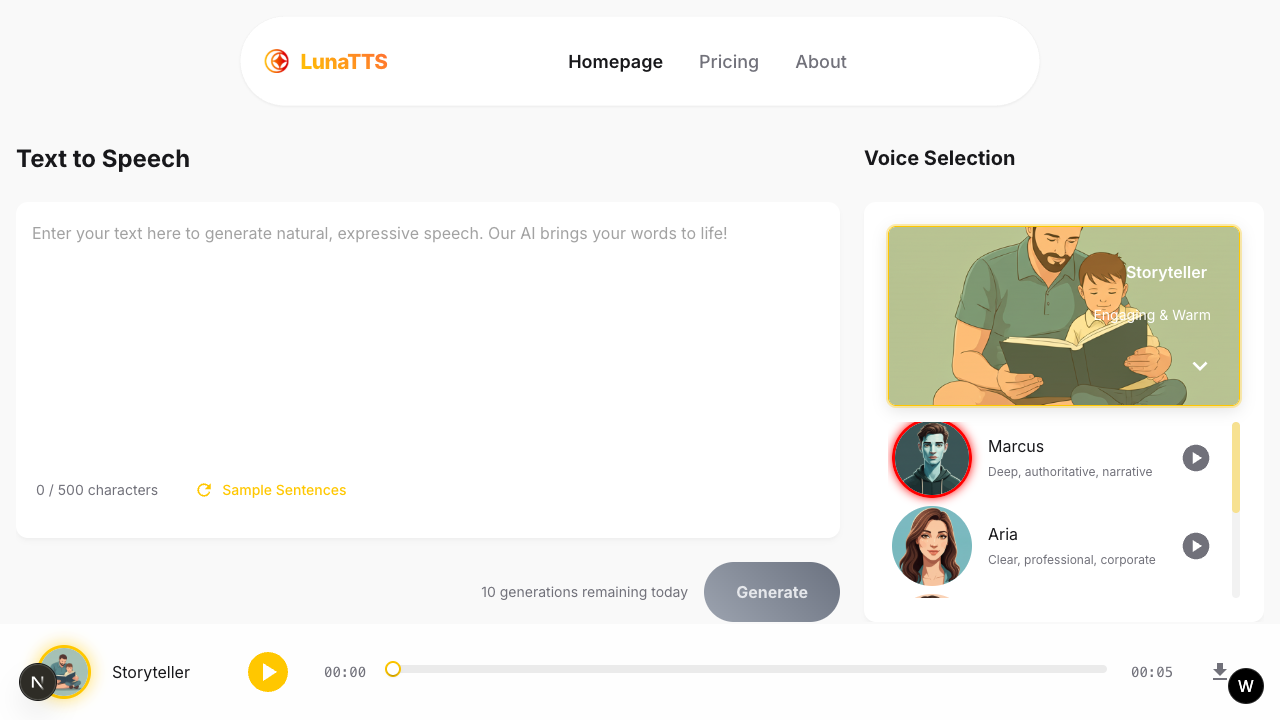 LunaTTS
Homepage
Pricing
About
Text to Speech
Voice Selection
Enter your text here to generate natural, expressive speech. Our AI brings your words to life!
0 / 500 characters
Sample Sentences
10 generations remaining today
Generate
Storyteller
Engaging & Warm
Marcus
Deep, authoritative, narrative
Aria
Clear, professional, corporate
N
Storyteller
00:00
00:05
W